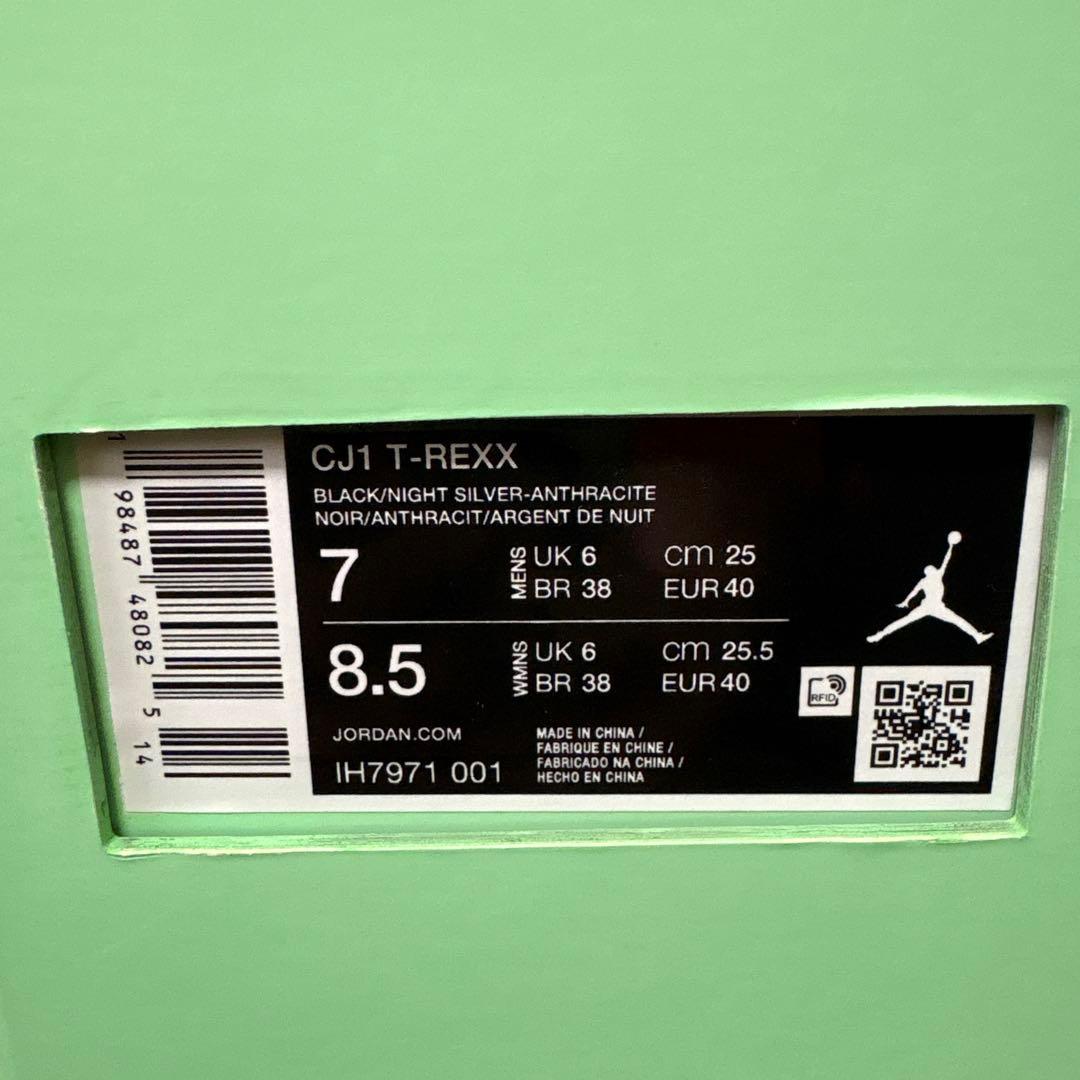 CJ1 T-REXX
BLACK/NIGHT SILVER-ANTHRACITE
NOIR/ANTHRACIT/ARGENT DE NUIT
7
MENS
UK 6
cm 25
BR 38
EUR 40
8.5
WMNS
UK 6
cm 25.5
BR 38
EUR 40
RFID
JORDAN.COM
IH7971 001
MADE IN CHINA /
FABRIQUE EN CHINE /
FABRICADO NA CHINA /
HECHO EN CHINA
1 98487 48082 5 14